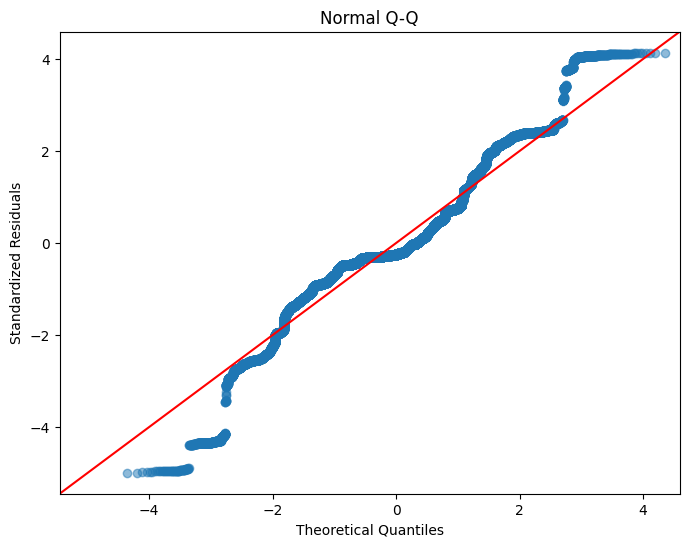 Normal Q-Q
Standardized Residuals
4
2
0
−2
−4
−4 −2 0 2 4
Theoretical Quantiles